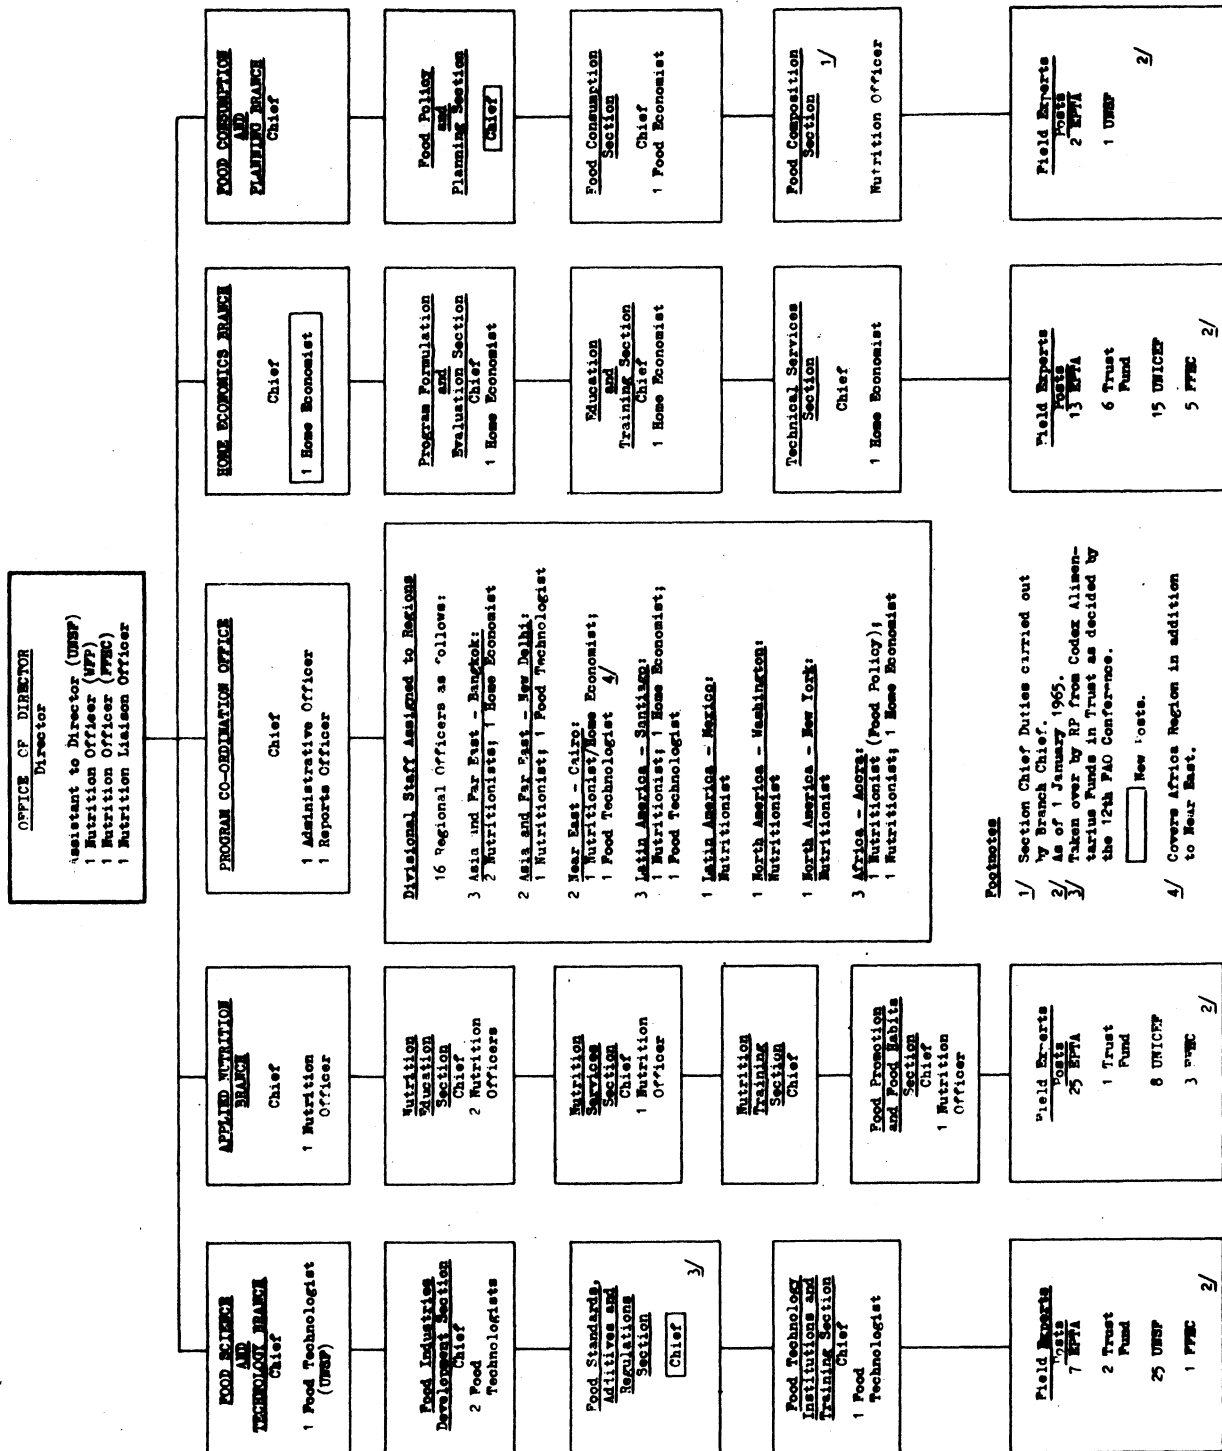 OFFICE OF DIRECTOR
Director
Assistant to Director (UNSF)
1 Nutrition Officer (WFP)
1 Nutrition Officer (FFHC)
1 Nutrition Liaison Officer
FOOD SCIENCE
AND
TECHNOLOGY BRANCH
Chief
1 Food Technologist
(UNSF)
Food Industries
Development Section
Chief
2 Food
Technologists
Food Standards,
Additives and
Regulations
Section
Chief
3/
Food Technology
Institutions and
Training Section
Chief
1 Food
Technologist
Field Experts
Posts
7 EPTA
2 Trust
Fund
25 UNSF
1 FFHC
2/
APPLIED NUTRITION
BRANCH
Chief
1 Nutrition
Officer
Nutrition
Education
Section
Chief
2 Nutrition
Officers
Nutrition
Services
Section
Chief
1 Nutrition
Officer
Nutrition
Training
Section
Chief
Food Promotion
and Food Habits
Section
Chief
1 Nutrition
Officer
Field Experts
Posts
25 EPTA
1 Trust
Fund
8 UNICEF
3 FFHC
2/
PROGRAM CO-ORDINATION OFFICE
Chief
1 Administrative Officer
1 Reports Officer
Divisional Staff Assigned to Regions
16 Regional Officers as follows:
3 Asia and Far East - Bangkok:
2 Nutritionists; 1 Home Economist
2 Asia and Far East - New Delhi:
1 Nutritionist; 1 Food Technologist
2 Near East - Cairo:
1 Nutritionist/Home Economist;
1 Food Technologist 4/
3 Latin America - Santiago:
1 Nutritionist; 1 Home Economist;
1 Food Technologist
1 Latin America - Mexico:
Nutritionist
1 North America - Washington:
Nutritionist
1 North America - New York:
Nutritionist
3 Africa - Accra:
1 Nutritionist (Food Policy);
1 Nutritionist; 1 Home Economist
Footnotes
1/ Section Chief Duties carried out
by Branch Chief.
2/ As of 1 January 1965.
3/ Taken over by RP from Codex Alimen-
tarius Funds in Trust as decided by
the 12th FAO Conference.
New Posts.
4/ Covers Africa Region in addition
to Near East.
HOME ECONOMICS BRANCH
Chief
1 Home Economist
Program Formulation
and
Evaluation Section
Chief
1 Home Economist
Education
and
Training Section
Chief
1 Home Economist
Technical Services
Section
Chief
1 Home Economist
Field Experts
Posts
13 EPTA
6 Trust
Fund
15 UNICEF
5 FFHC
2/
FOOD CONSUMPTION
AND
PLANNING BRANCH
Chief
Food Policy
and
Planning Section
Chief
Food Consumption
Section
Chief
1 Food Economist
Food Composition
Section
1/
Nutrition Officer
Field Experts
Posts
2 EPTA
1 UNSF
2/